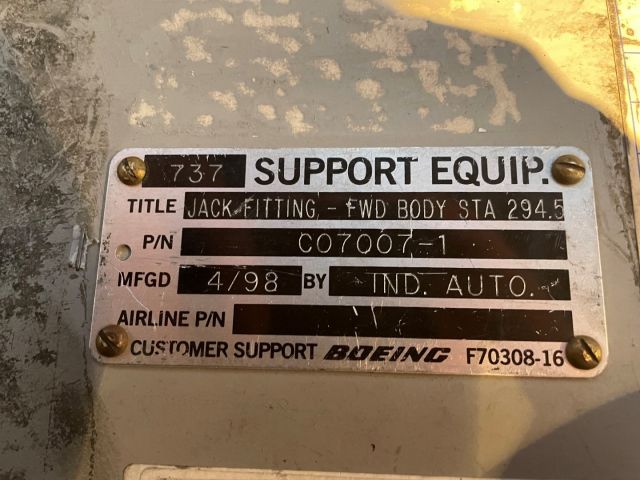 737 SUPPORT EQUIP.
TITLE JACK FITTING - FWD BODY STA 294.5
P/N C07007-1
MFGD 4/98 BY IND. AUTO.
AIRLINE P/N
CUSTOMER SUPPORT BOEING F70308-16